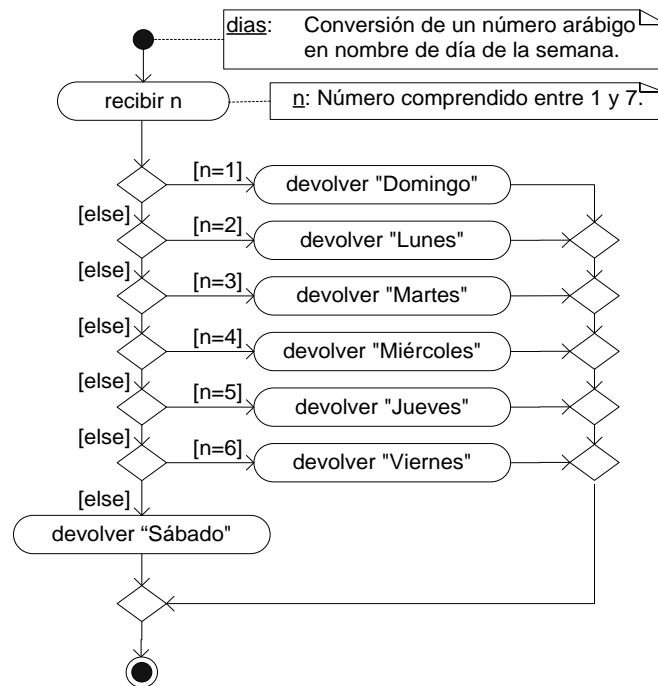 dias: Conversión de un número arábigo
en nombre de día de la semana.
recibir n
n: Número comprendido entre 1 y 7.
[n=1]
devolver "Domingo"
[else]
[n=2]
devolver "Lunes"
[else]
[n=3]
devolver "Martes"
[else]
[n=4]
devolver "Miércoles"
[else]
[n=5]
devolver "Jueves"
[else]
[n=6]
devolver "Viernes"
[else]
devolver “Sábado"